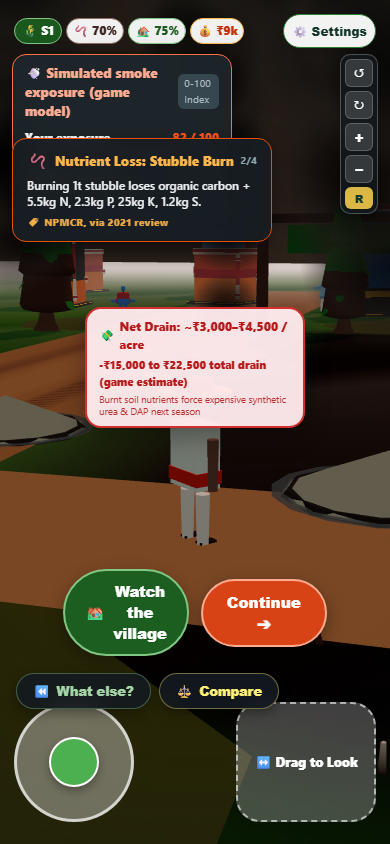 S1
70%
75%
₹9k
Settings
Simulated smoke
exposure (game
model)
0-100
Index
Your exposure
82 / 100
Nutrient Loss: Stubble Burn 2/4
Burning 1t stubble loses organic carbon +
5.5kg N, 2.3kg P, 25kg K, 1.2kg S.
NPMCR, via 2021 review
R
Net Drain: ~₹3,000–₹4,500 /
acre
-₹15,000 to ₹22,500 total drain
(game estimate)
Burnt soil nutrients force expensive synthetic
urea & DAP next season
Watch
the
village
Continue
→
What else?
Compare
Drag to Look